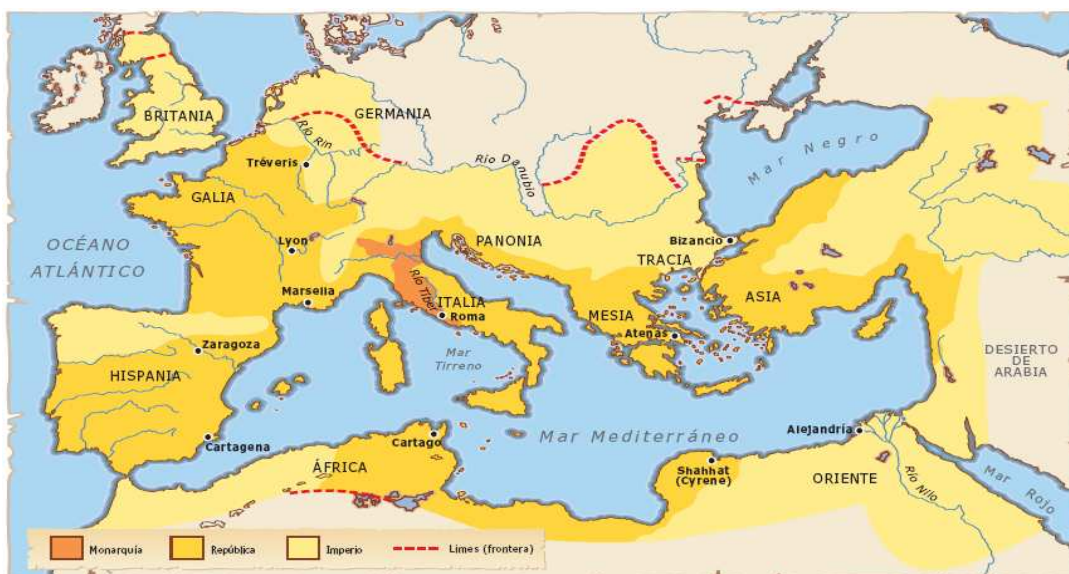 BRITANIA
GERMANIA
Río Rin
Tréveris
Río Danubio
Mar Negro
GALIA
OCÉANO
ATLÁNTICO
Lyon
PANONIA
Bizancio
TRACIA
Marsella
Río Tiber
ITALIA
Roma
MESIA
ASIA
Atenas
Zaragoza
HISPANIA
Mar
Tirreno
DESIERTO
DE
ARABIA
Cartagena
Cartago
Mar Mediterráneo
Alejandría
ÁFRICA
Shahhat
(Cyrene)
ORIENTE
Río Nilo
Mar Rojo
Monarquía
República
Imperio
Limes (frontera)